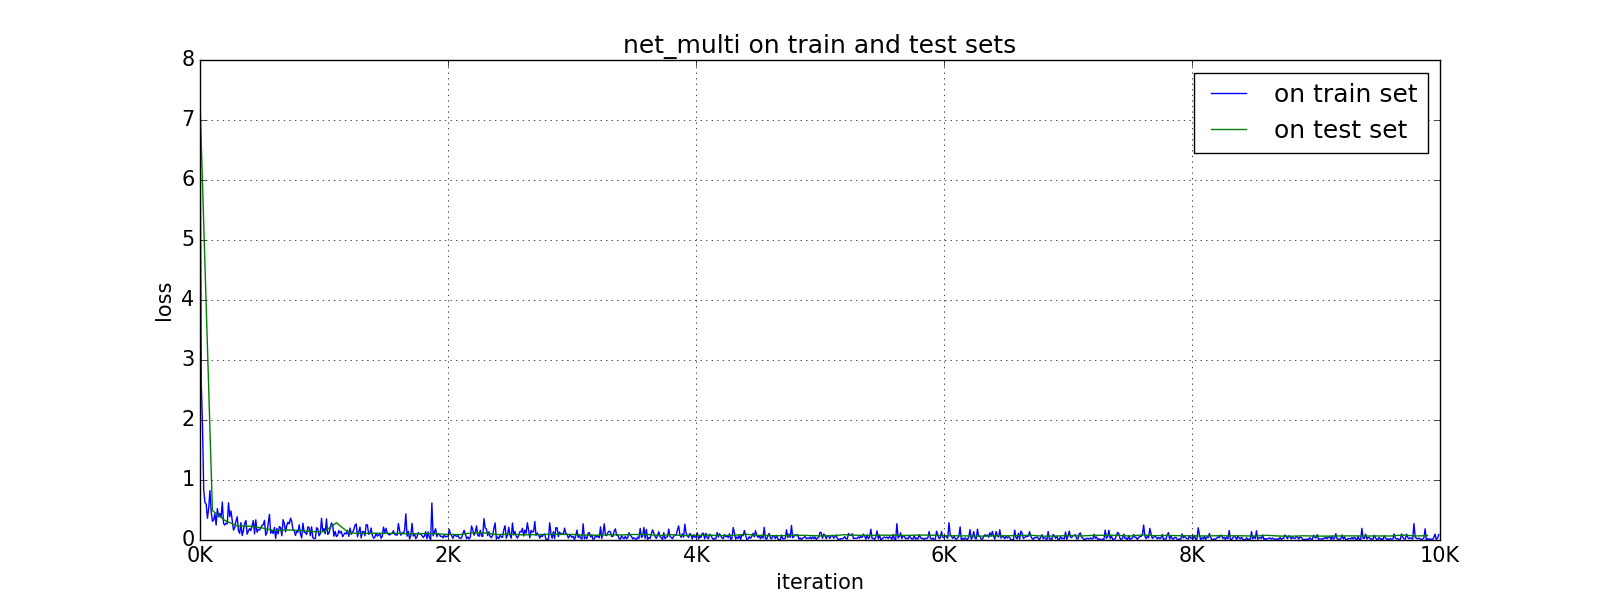 net_multi on train and test sets
on train set
on test set
8
7
6
5
4
3
2
1
0
loss
0K
2K
4K
6K
8K
10K
iteration